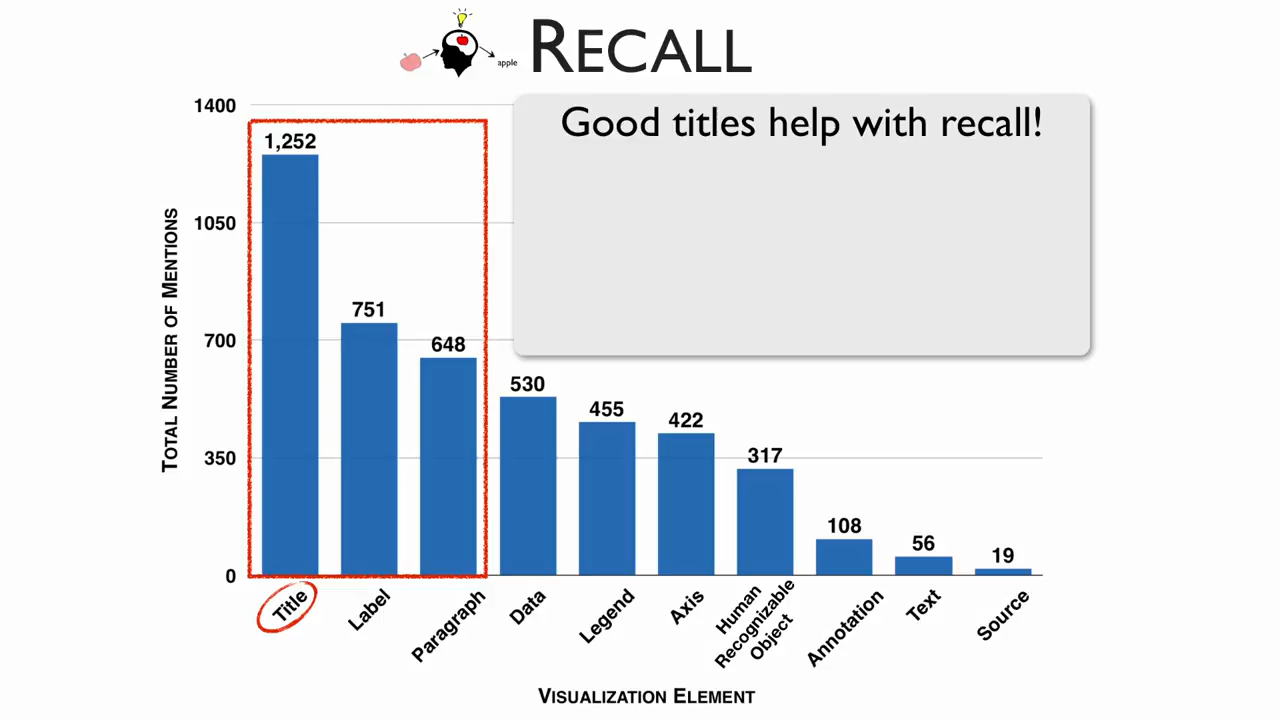 apple
RECALL
Good titles help with recall!
TOTAL NUMBER OF MENTIONS
1400
1050
700
350
0
1,252
751
648
530
455
422
317
108
56
19
Title
Label
Paragraph
Data
Legend
Axis
Human
Recognizable
Object
Annotation
Text
Source
VISUALIZATION ELEMENT